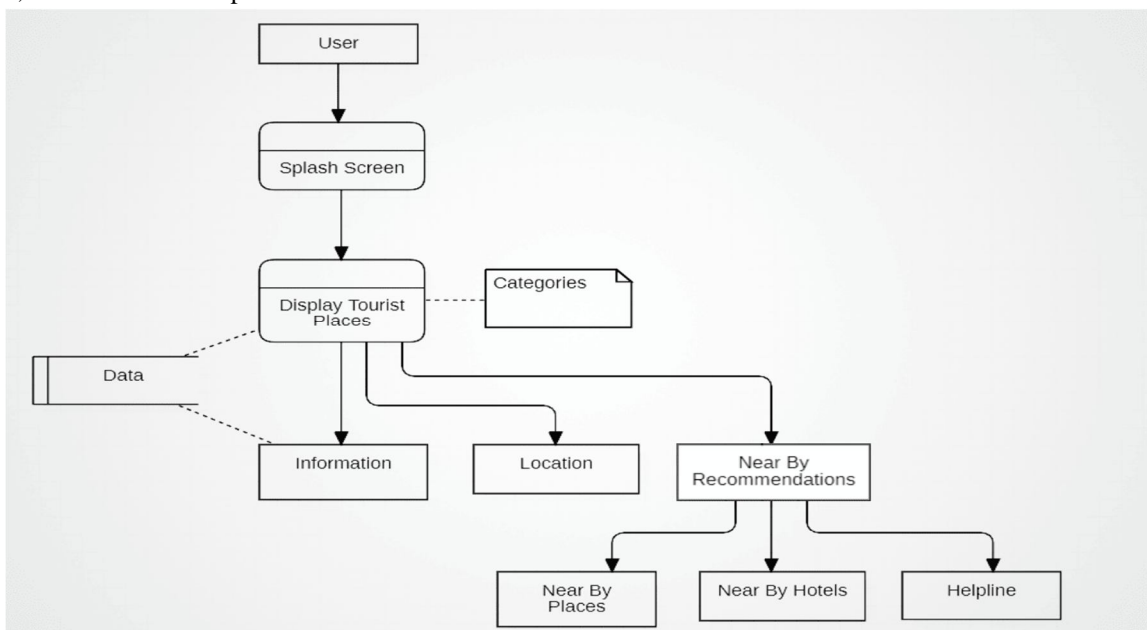 User
Splash Screen
Display Tourist
Places
Categories
Data
Information
Location
Near By
Recommendations
Near By
Places
Near By Hotels
Helpline